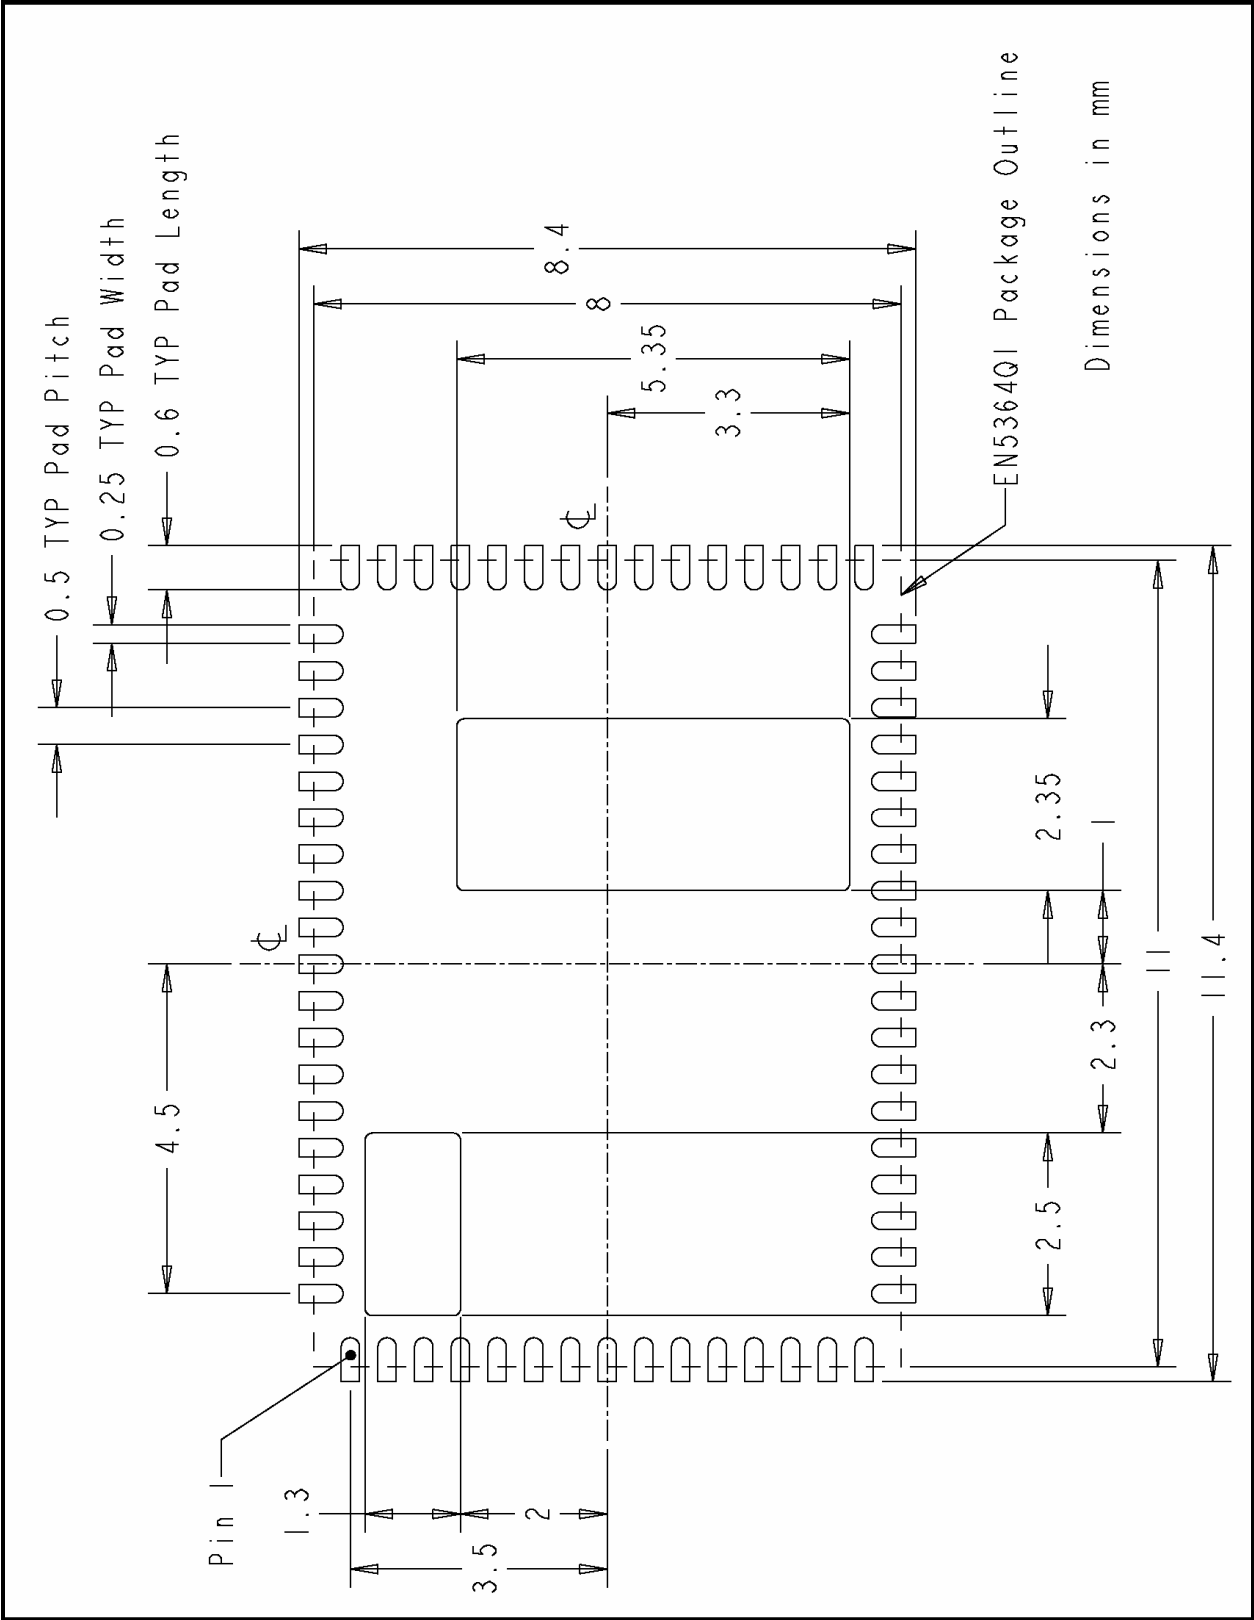 0.5 TYP Pad Pitch
0.25 TYP Pad Width
0.6 TYP Pad Length
8.4
8
5.35
3.3
℄
EN5364QI Package Outline
Dimensions in mm
℄
4.5
2.35
1
2.3
2.5
11
11.4
Pin 1
1.3
2
3.5